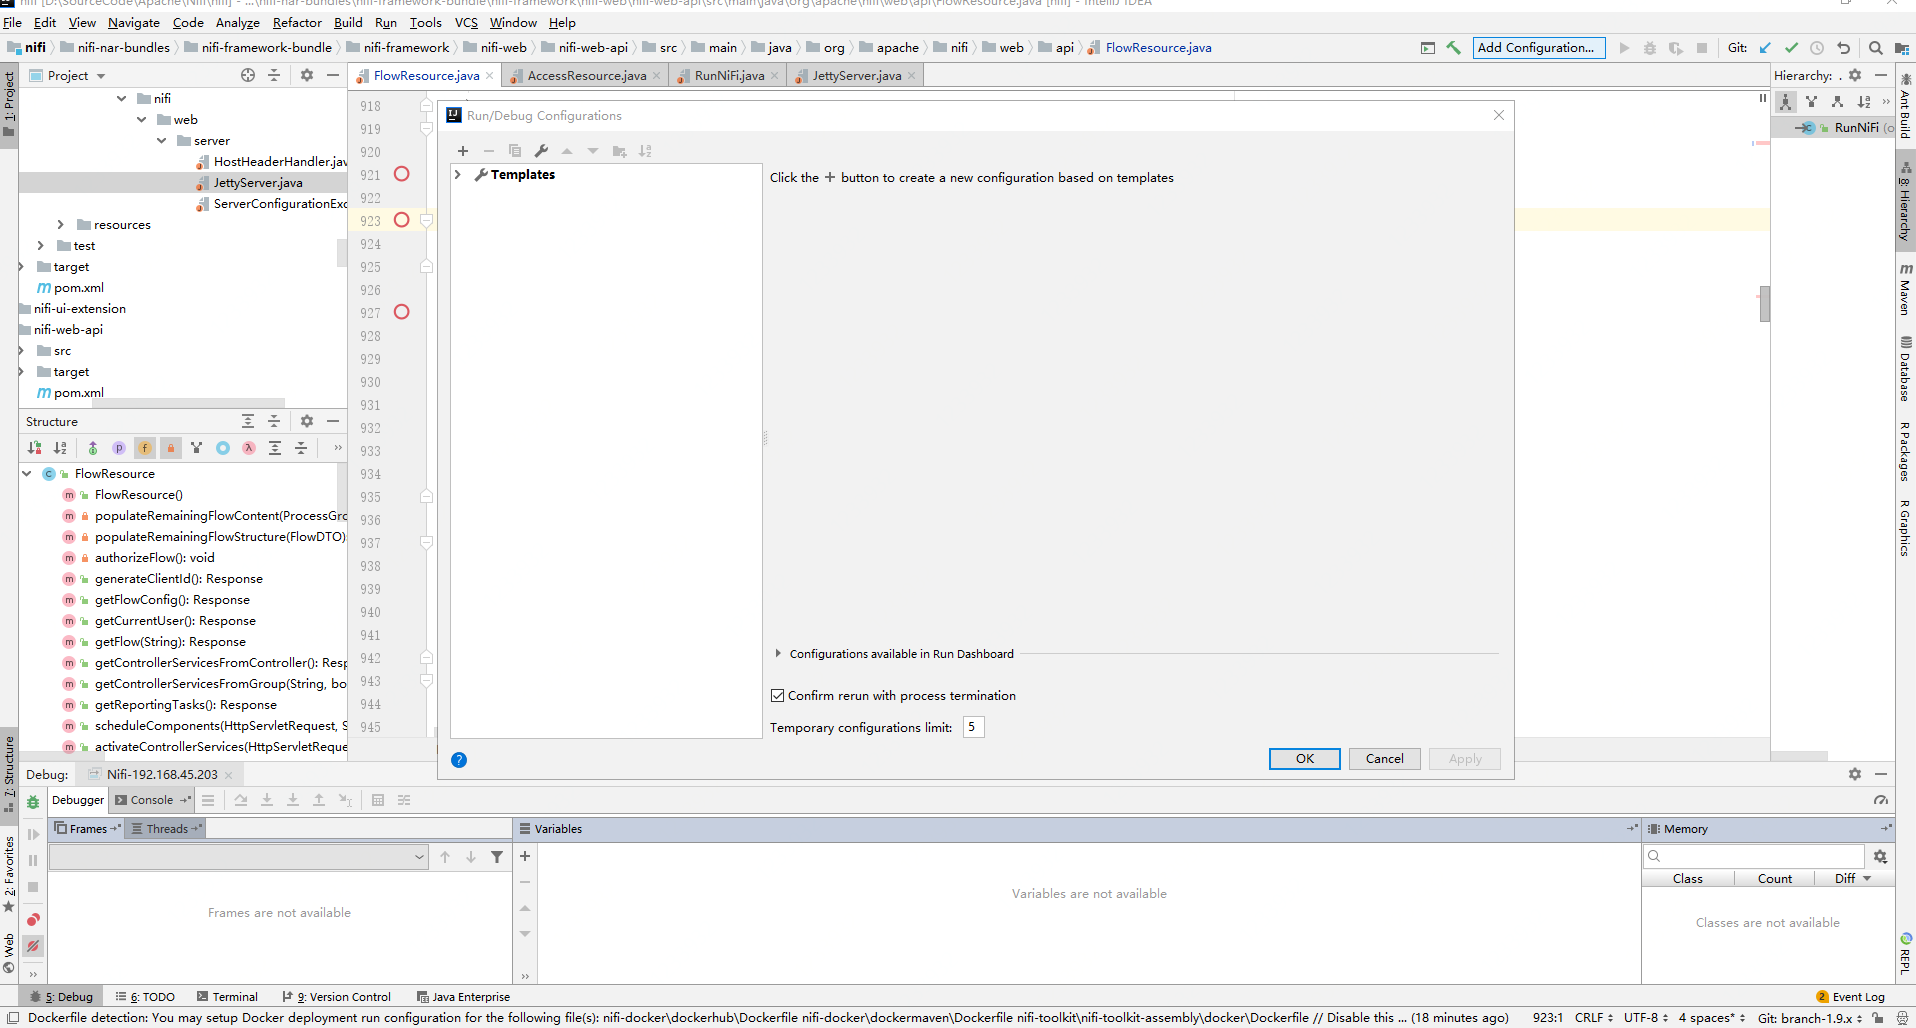 nifi [D:\SourceCode\Apache\Nifi\nifi] - ...\nifi-nar-bundles\nifi-framework-bundle\nifi-framework\nifi-web\nifi-web-api\src\main\java\org\apache\nifi\web\api\FlowResource.java [nifi] - IntelliJ IDEA
File Edit View Navigate Code Analyze Refactor Build Run Tools VCS Window Help
nifi nifi-nar-bundles nifi-framework-bundle nifi-framework nifi-web nifi-web-api src main java org apache nifi web api FlowResource.java Add Configuration... Git:
1: Project
Project
FlowResource.java AccessResource.java RunNiFi.java JettyServer.java
Hierarchy: .
RunNiFi (o
nifi
web
server
HostHeaderHandler.jav
JettyServer.java
ServerConfigurationExc
resources
test
target
pom.xml
nifi-ui-extension
nifi-web-api
src
target
pom.xml
918
919
920
921
922
923
924
925
926
927
928
929
930
931
932
933
934
935
936
937
938
939
940
941
942
943
944
945
Run/Debug Configurations
Templates
Click the + button to create a new configuration based on templates
Configurations available in Run Dashboard
Confirm rerun with process termination
Temporary configurations limit: 5
?
OK Cancel Apply
Ant Build
8: Hierarchy
m Maven
Database
R Packages
R Graphics
REPL
Structure
FlowResource
FlowResource()
populateRemainingFlowContent(ProcessGro
populateRemainingFlowStructure(FlowDTO)
authorizeFlow(): void
generateClientId(): Response
getFlowConfig(): Response
getCurrentUser(): Response
getFlow(String): Response
getControllerServicesFromController(): Resp
getControllerServicesFromGroup(String, bo
getReportingTasks(): Response
scheduleComponents(HttpServletRequest, S
activateControllerServices(HttpServletReque
7: Structure
2: Favorites
Web
Debug: Nifi-192.168.45.203
Debugger Console
Frames Threads
Variables
Memory
Frames are not available
Variables are not available
Class Count Diff
Classes are not available
5: Debug 6: TODO Terminal 9: Version Control Java Enterprise
2 Event Log
Dockerfile detection: You may setup Docker deployment run configuration for the following file(s): nifi-docker\dockerhub\Dockerfile nifi-docker\dockermaven\Dockerfile nifi-toolkit\nifi-toolkit-assembly\docker\Dockerfile // Disable this ... (18 minutes ago) 923:1 CRLF UTF-8 4 spaces* Git: branch-1.9.x